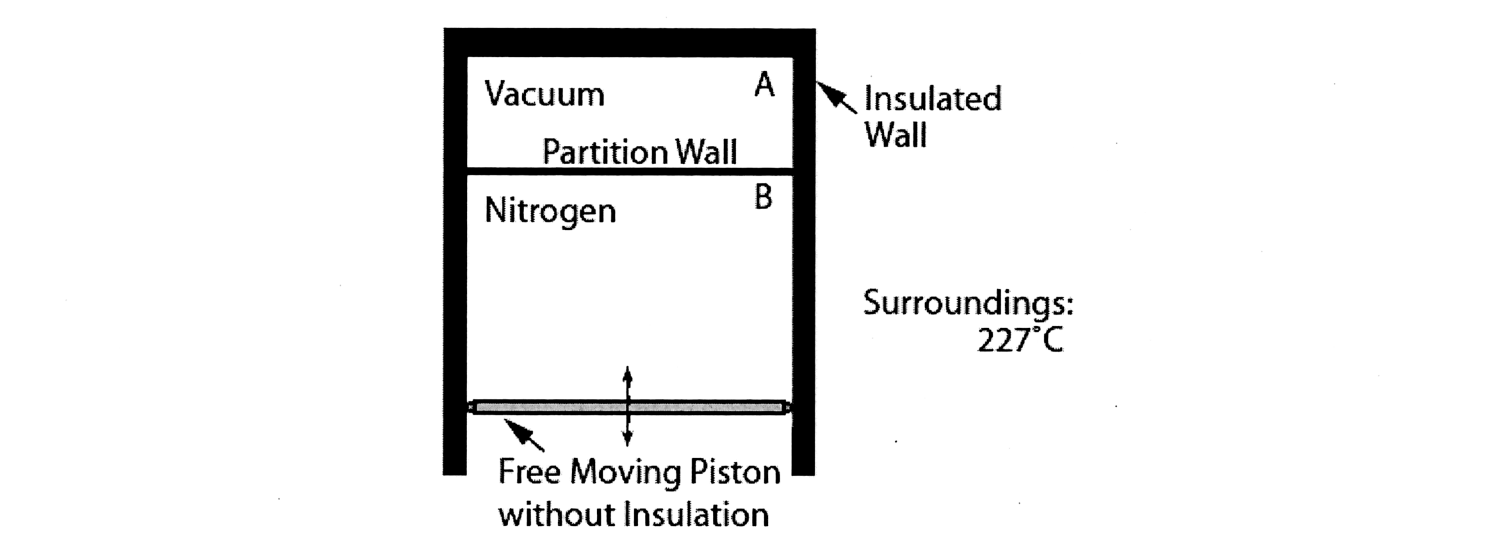 Vacuum A
Insulated
Wall
Partition Wall
B
Nitrogen
Surroundings:
227°C
Free Moving Piston
without Insulation